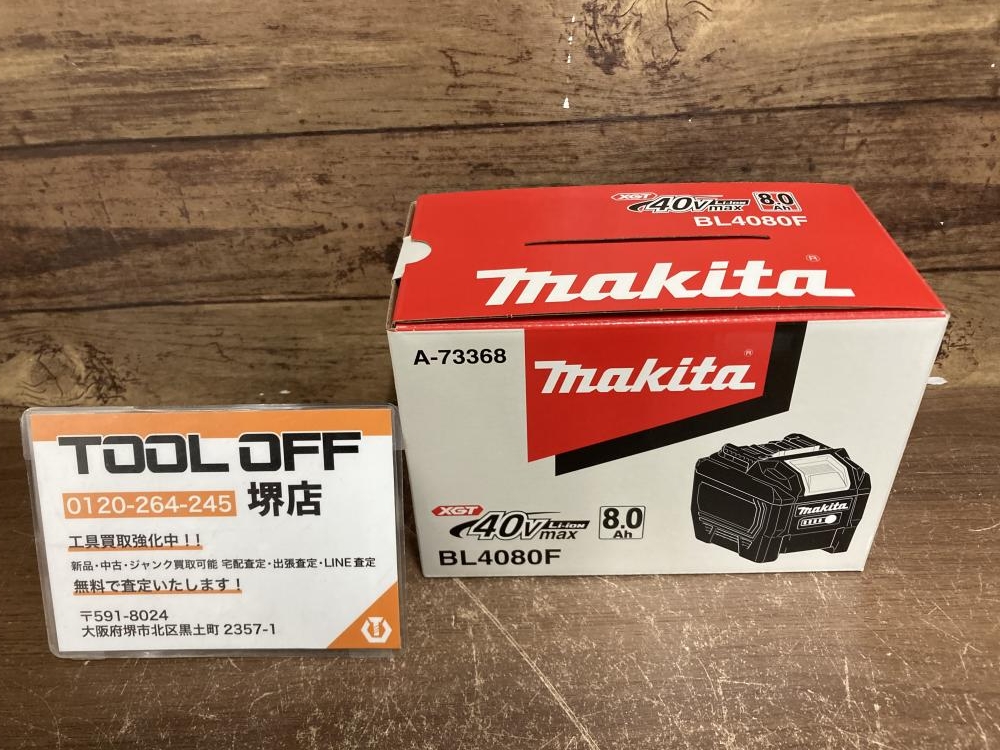 XGT 40Vmax Li-ion 8.0 Ah
BL4080F
makita®
A-73368
makita®
XGT 40Vmax Li-ion 8.0 Ah
BL4080F
makita
TOOL OFF
0120-264-245 堺店
工具買取強化中!!
新品・中古・ジャンク買取可能 宅配査定・出張査定・LINE査定
無料で査定いたします!
〒591-8024
大阪府堺市北区黒土町 2357-1